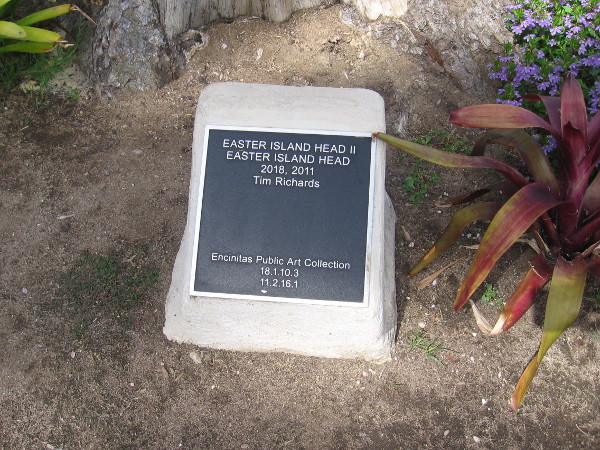 EASTER ISLAND HEAD II
EASTER ISLAND HEAD
2018, 2011
Tim Richards
Encinitas Public Art Collection
18.1.10.3
11.2.16.1